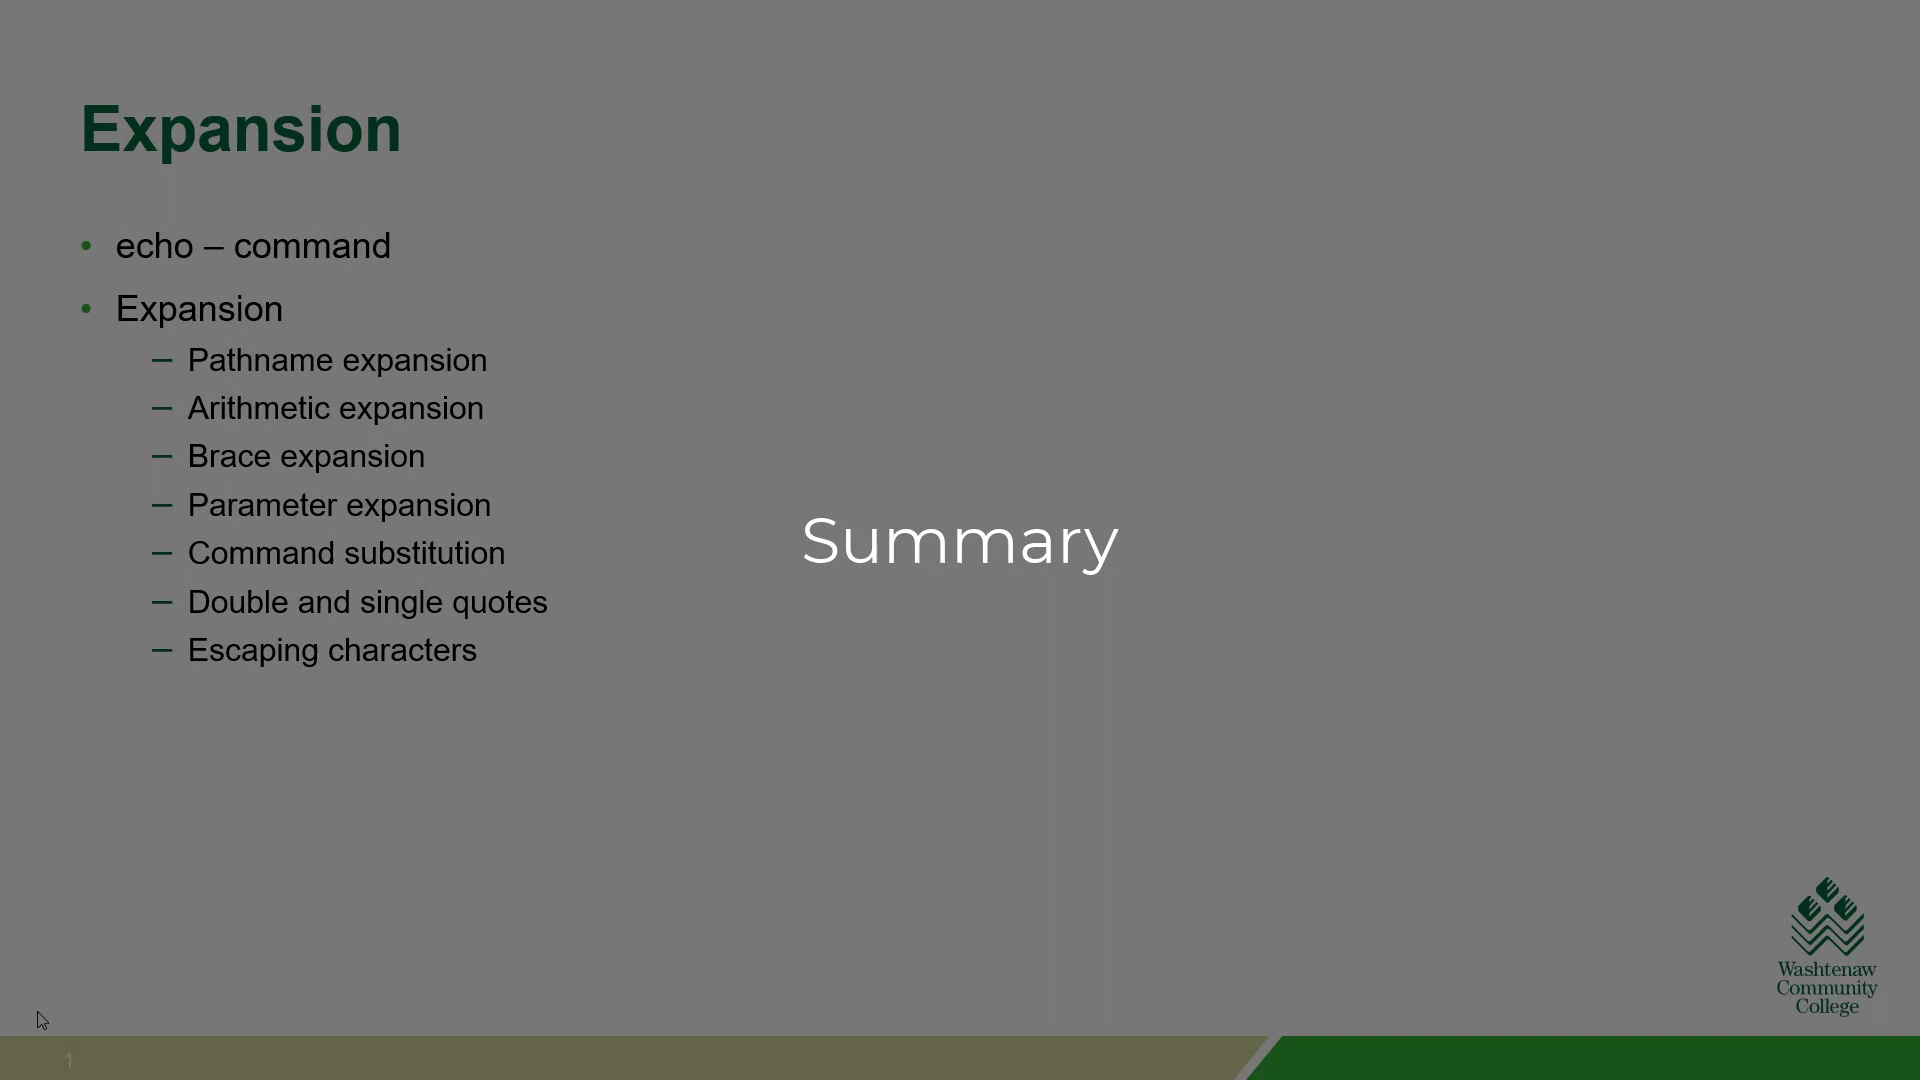 Expansion
• echo – command
• Expansion
– Pathname expansion
– Arithmetic expansion
– Brace expansion
– Parameter expansion
– Command substitution
– Double and single quotes
– Escaping characters
Summary
Washtenaw
Community
College
1